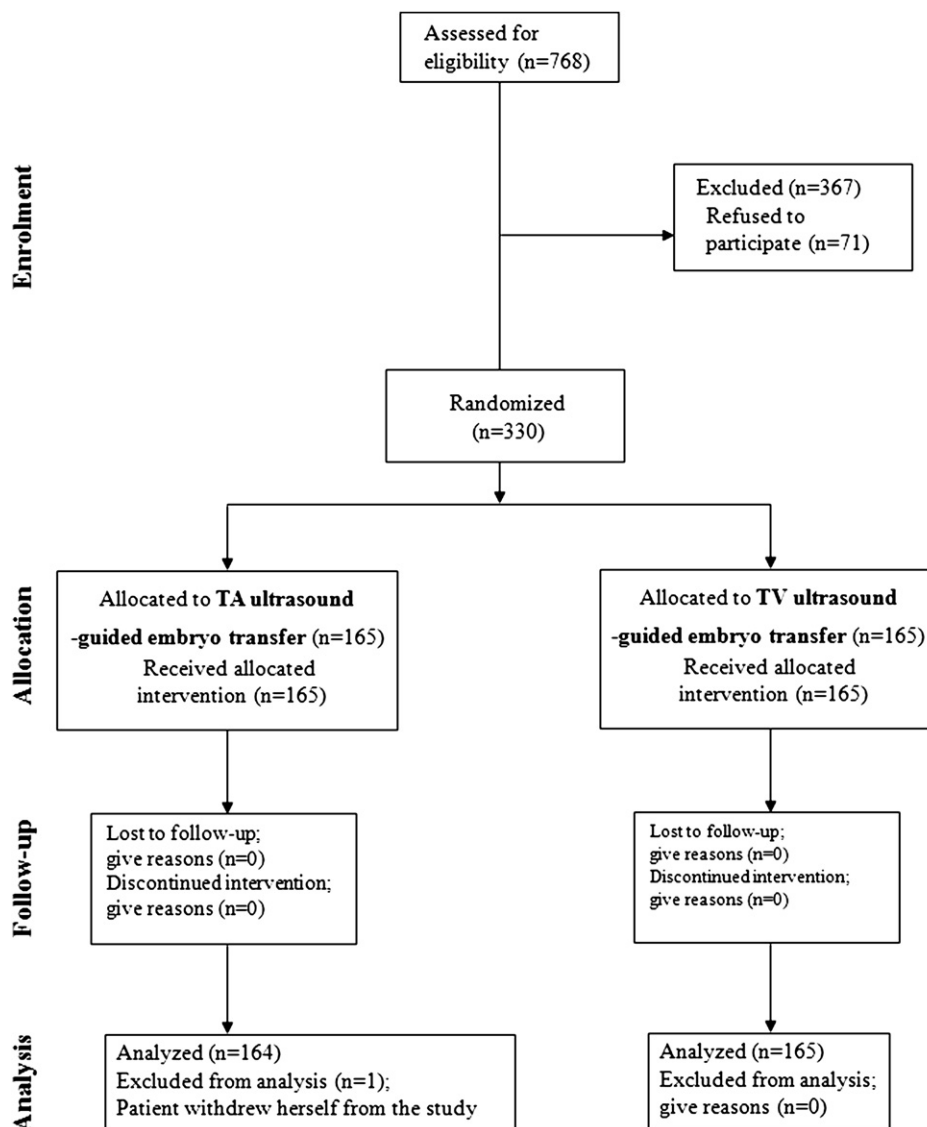 Assessed for
eligibility (n=768)
Enrolment
Excluded (n=367)
Refused to
participate (n=71)
Randomized
(n=330)
Allocation
Allocated to TA ultrasound
-guided embryo transfer (n=165)
Received allocated
intervention (n=165)
Allocated to TV ultrasound
-guided embryo transfer (n=165)
Received allocated
intervention (n=165)
Follow-up
Lost to follow-up;
give reasons (n=0)
Discontinued intervention;
give reasons (n=0)
Lost to follow-up;
give reasons (n=0)
Discontinued intervention;
give reasons (n=0)
Analysis
Analyzed (n=164)
Excluded from analysis (n=1);
Patient withdrew herself from the study
Analyzed (n=165)
Excluded from analysis;
give reasons (n=0)